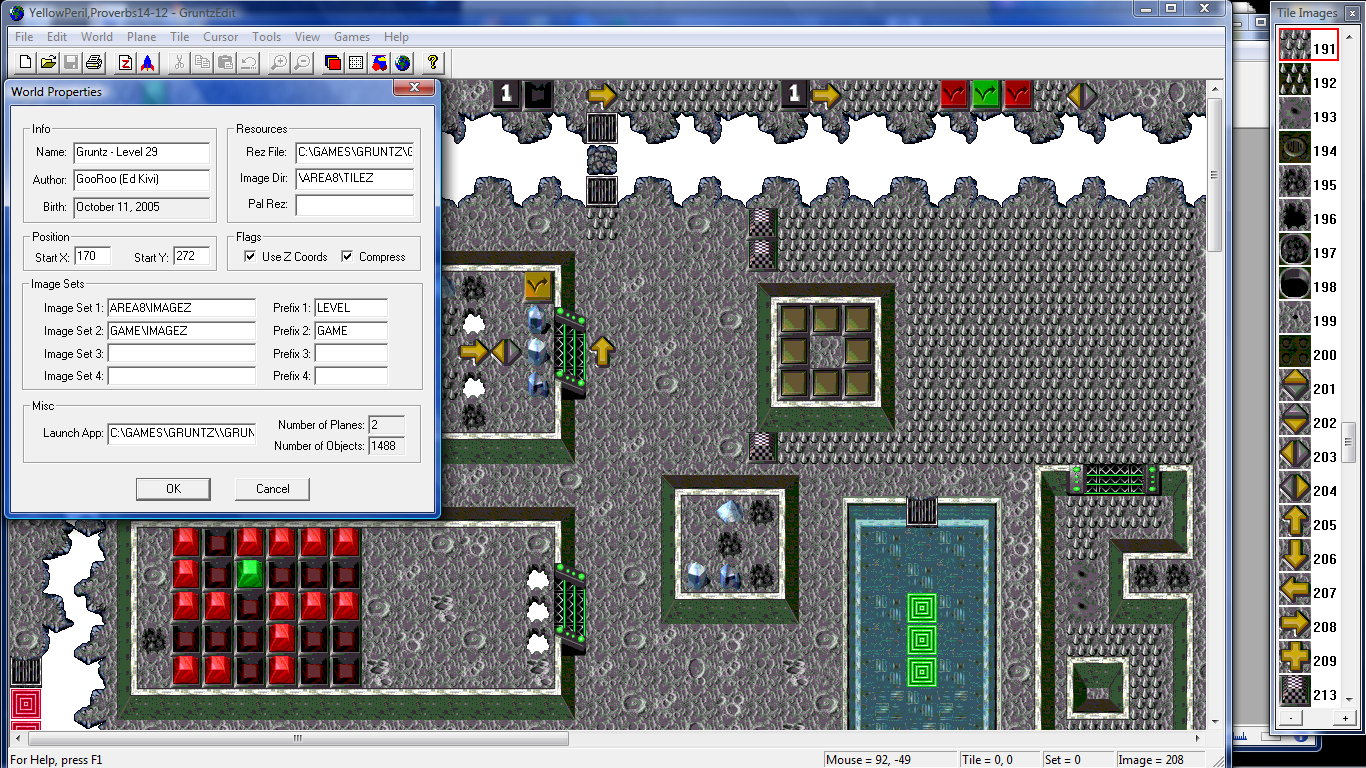 YellowPeril,Proverbs14-12 - GruntzEdit
File Edit World Plane Tile Cursor Tools View Games Help
World Properties
Info
Name: Gruntz - Level 29
Author: GooRoo (Ed Kivi)
Birth: October 11, 2005
Resources
Rez File: C:\GAMES\GRUNTZ\G
Image Dir: \AREA8\TILEZ
Pal Rez:
Position
Start X: 170 Start Y: 272
Flags
Use Z Coords Compress
Image Sets
Image Set 1: AREA8\IMAGEZ Prefix 1: LEVEL
Image Set 2: GAME\IMAGEZ Prefix 2: GAME
Image Set 3: Prefix 3:
Image Set 4: Prefix 4:
Misc
Launch App: C:\GAMES\GRUNTZ\\GRUN
Number of Planes: 2
Number of Objects: 1488
OK Cancel
1
1
Tile Images
191
192
193
194
195
196
197
198
199
200
201
202
203
204
205
206
207
208
209
213
- +
For Help, press F1 Mouse = 92, -49 Tile = 0, 0 Set = 0 Image = 208